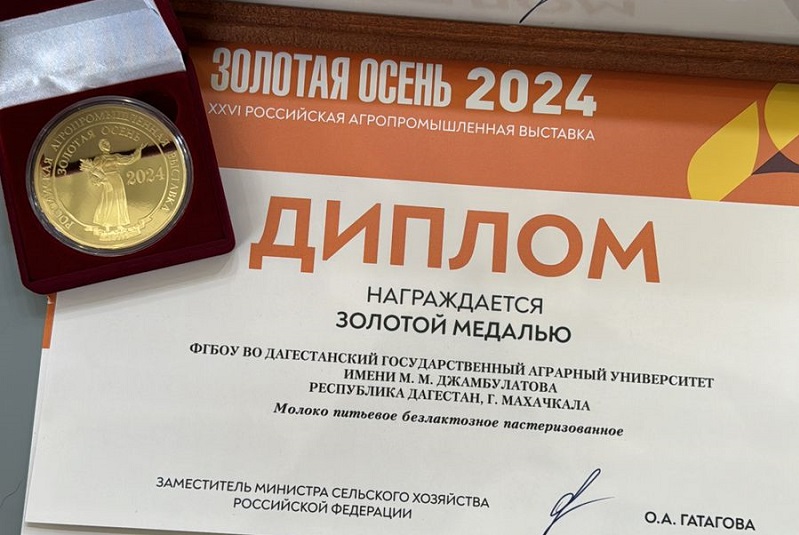 ЗОЛОТАЯ ОСЕНЬ 2024
XXVI РОССИЙСКАЯ АГРОПРОМЫШЛЕННАЯ ВЫСТАВКА
РОССИЙСКАЯ АГРОПРОМЫШЛЕННАЯ ВЫСТАВКА
ЗОЛОТАЯ ОСЕНЬ
2024
ДИПЛОМ
НАГРАЖДАЕТСЯ
ЗОЛОТОЙ МЕДАЛЬЮ
ФГБОУ ВО ДАГЕСТАНСКИЙ ГОСУДАРСТВЕННЫЙ АГРАРНЫЙ УНИВЕРСИТЕТ
ИМЕНИ М. М. ДЖАМБУЛАТОВА
РЕСПУБЛИКА ДАГЕСТАН, Г. МАХАЧКАЛА
Молоко питьевое безлактозное пастеризованное
ЗАМЕСТИТЕЛЬ МИНИСТРА СЕЛЬСКОГО ХОЗЯЙСТВА
РОССИЙСКОЙ ФЕДЕРАЦИИ
О.А. ГАТАГОВА